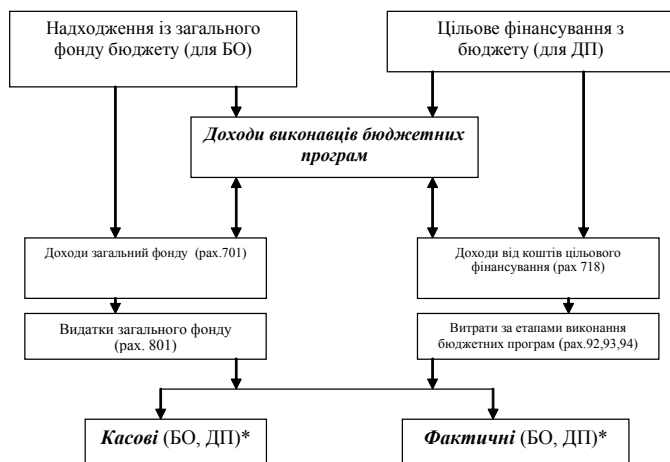 Надходження із загального
фонду бюджету (для БО)
Цільове фінансування з
бюджету (для ДП)
Доходи виконавців бюджетних
програм
Доходи загальний фонду (рах.701)
Доходи від коштів цільового
фінансування (рах 718)
Видатки загального фонду
(рах. 801)
Витрати за етапами виконання
бюджетних програм (рах.92,93,94)
Касові (БО, ДП)*
Фактичні (БО, ДП)*